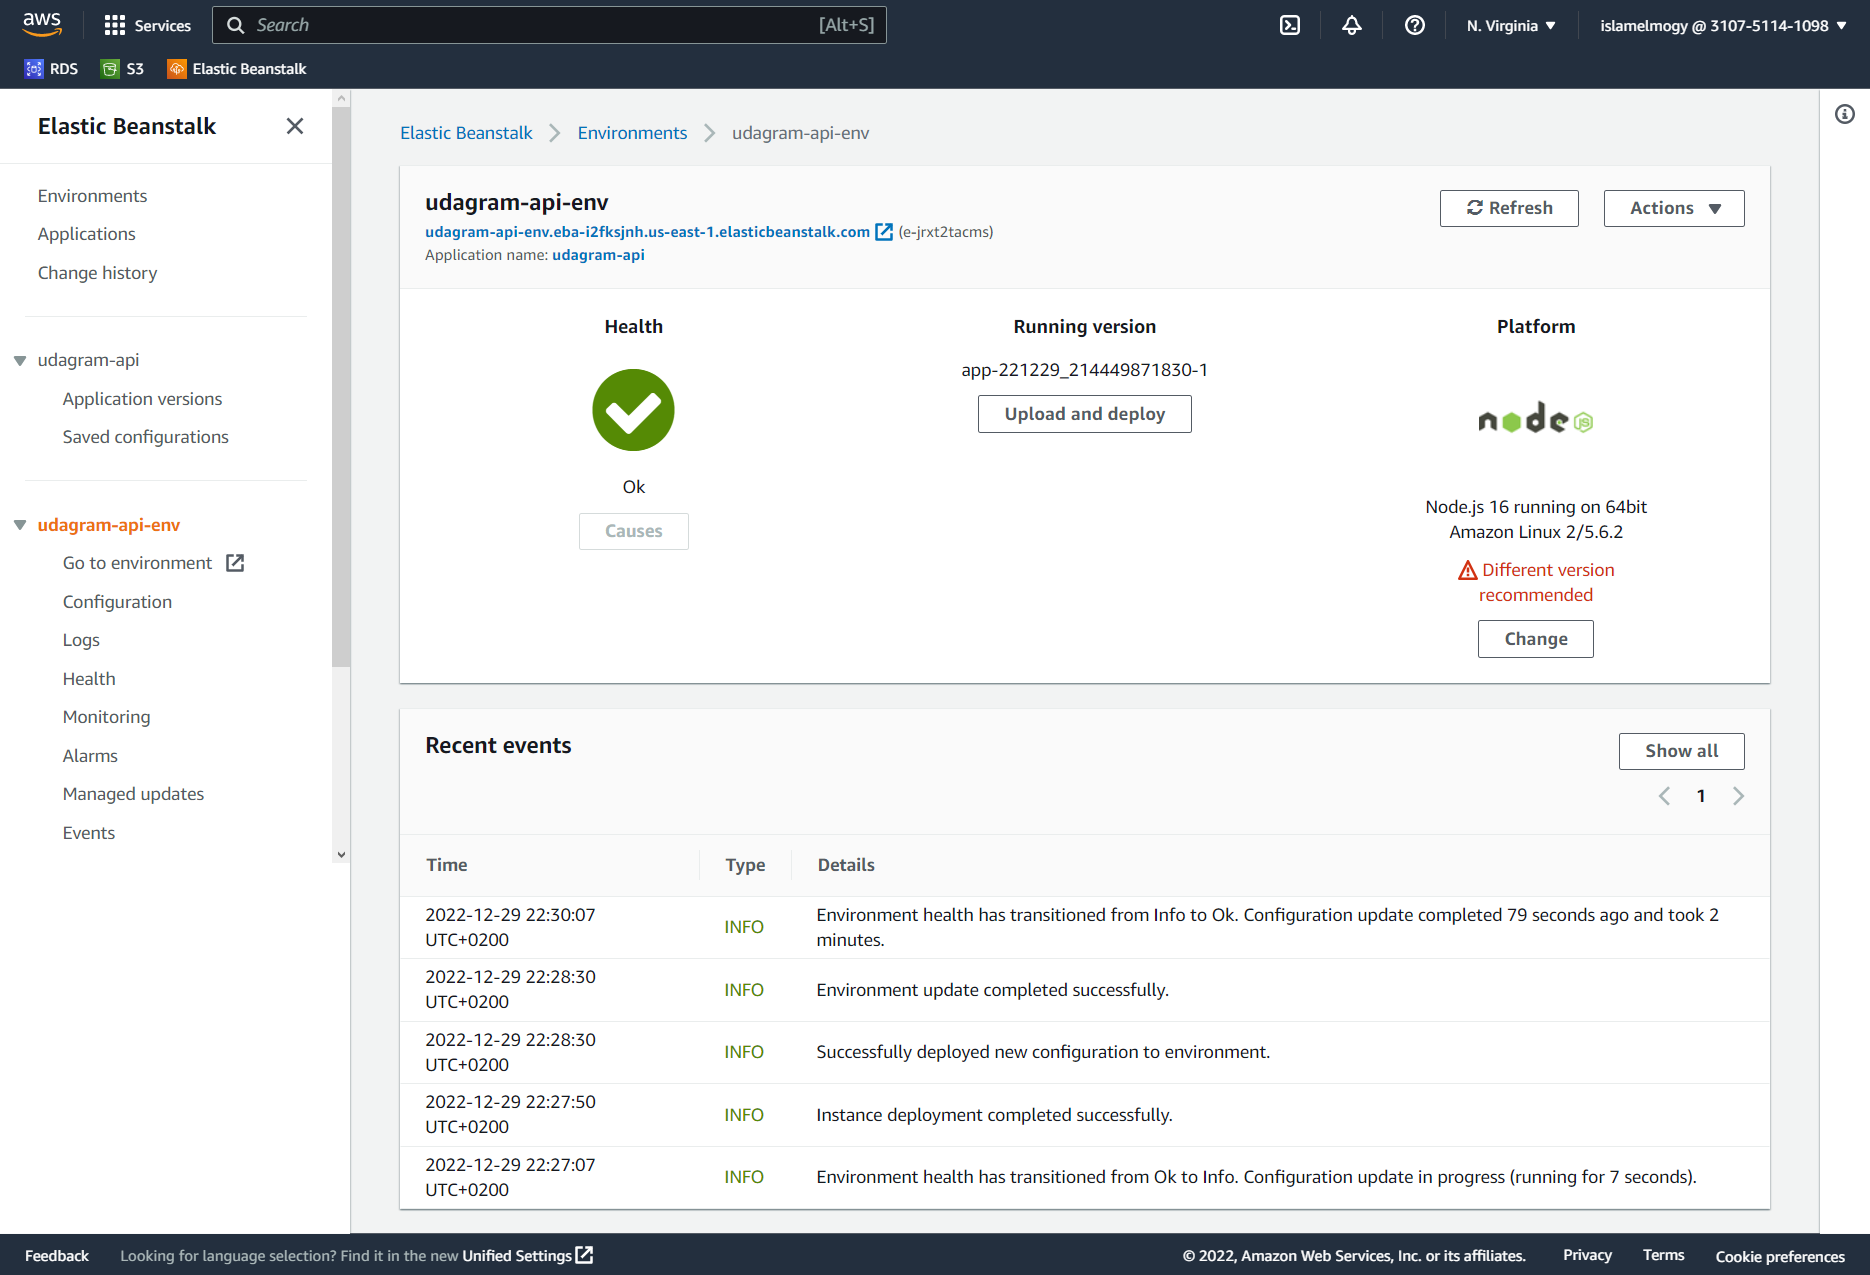 aws
Services
Search
[Alt+S]
N. Virginia
islamelmogy @ 3107-5114-1098
RDS
S3
Elastic Beanstalk
Elastic Beanstalk
Environments
Applications
Change history
udagram-api
Application versions
Saved configurations
udagram-api-env
Go to environment
Configuration
Logs
Health
Monitoring
Alarms
Managed updates
Events
Elastic Beanstalk
Environments
udagram-api-env
udagram-api-env
udagram-api-env.eba-i2fksjnh.us-east-1.elasticbeanstalk.com (e-jrxt2tacms)
Application name: udagram-api
Refresh
Actions
Health
Ok
Causes
Running version
app-221229_214449871830-1
Upload and deploy
Platform
node JS
Node.js 16 running on 64bit
Amazon Linux 2/5.6.2
Different version
recommended
Change
Recent events
Show all
1
Time Type Details
2022-12-29 22:30:07
UTC+0200
INFO
Environment health has transitioned from Info to Ok. Configuration update completed 79 seconds ago and took 2
minutes.
2022-12-29 22:28:30
UTC+0200
INFO
Environment update completed successfully.
2022-12-29 22:28:30
UTC+0200
INFO
Successfully deployed new configuration to environment.
2022-12-29 22:27:50
UTC+0200
INFO
Instance deployment completed successfully.
2022-12-29 22:27:07
UTC+0200
INFO
Environment health has transitioned from Ok to Info. Configuration update in progress (running for 7 seconds).
Feedback
Looking for language selection? Find it in the new Unified Settings
© 2022, Amazon Web Services, Inc. or its affiliates.
Privacy
Terms
Cookie preferences